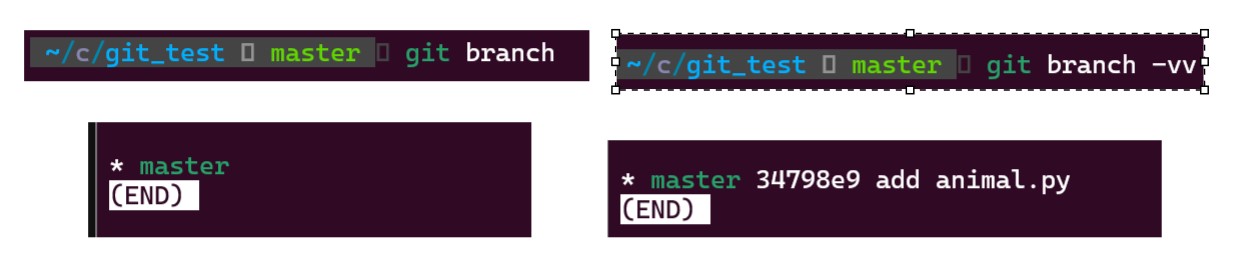 ~/c/git_test master git branch
~/c/git_test master git branch -vv
* master
(END)
* master 34798e9 add animal.py
(END)